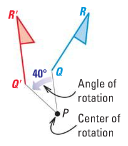 R'
R
40°
Q
Q'
Angle of
rotation
P
Center of
rotation